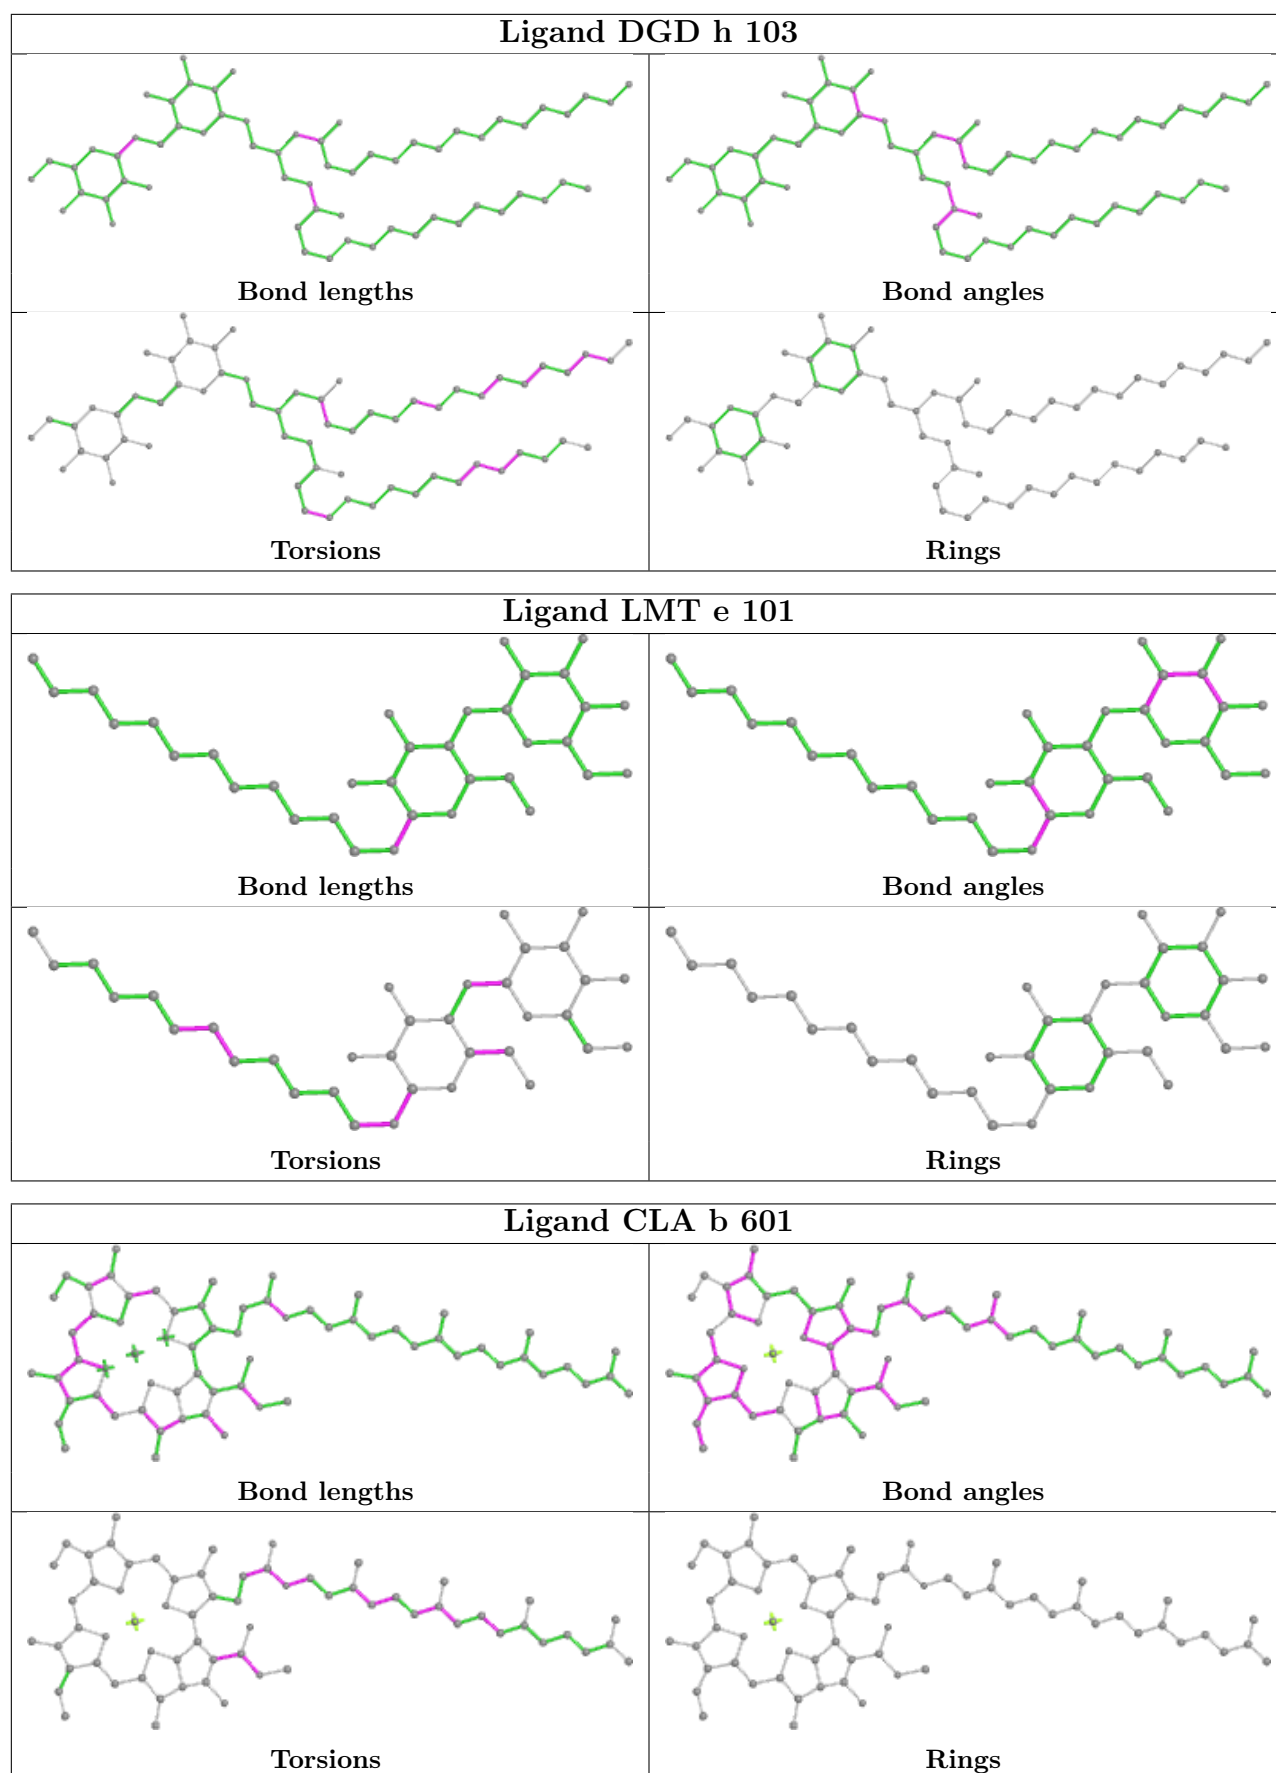 Ligand DGD h 103
Bond lengths
Bond angles
Torsions
Rings
Ligand LMT e 101
Bond lengths
Bond angles
Torsions
Rings
Ligand CLA b 601
Bond lengths
Bond angles
Torsions
Rings